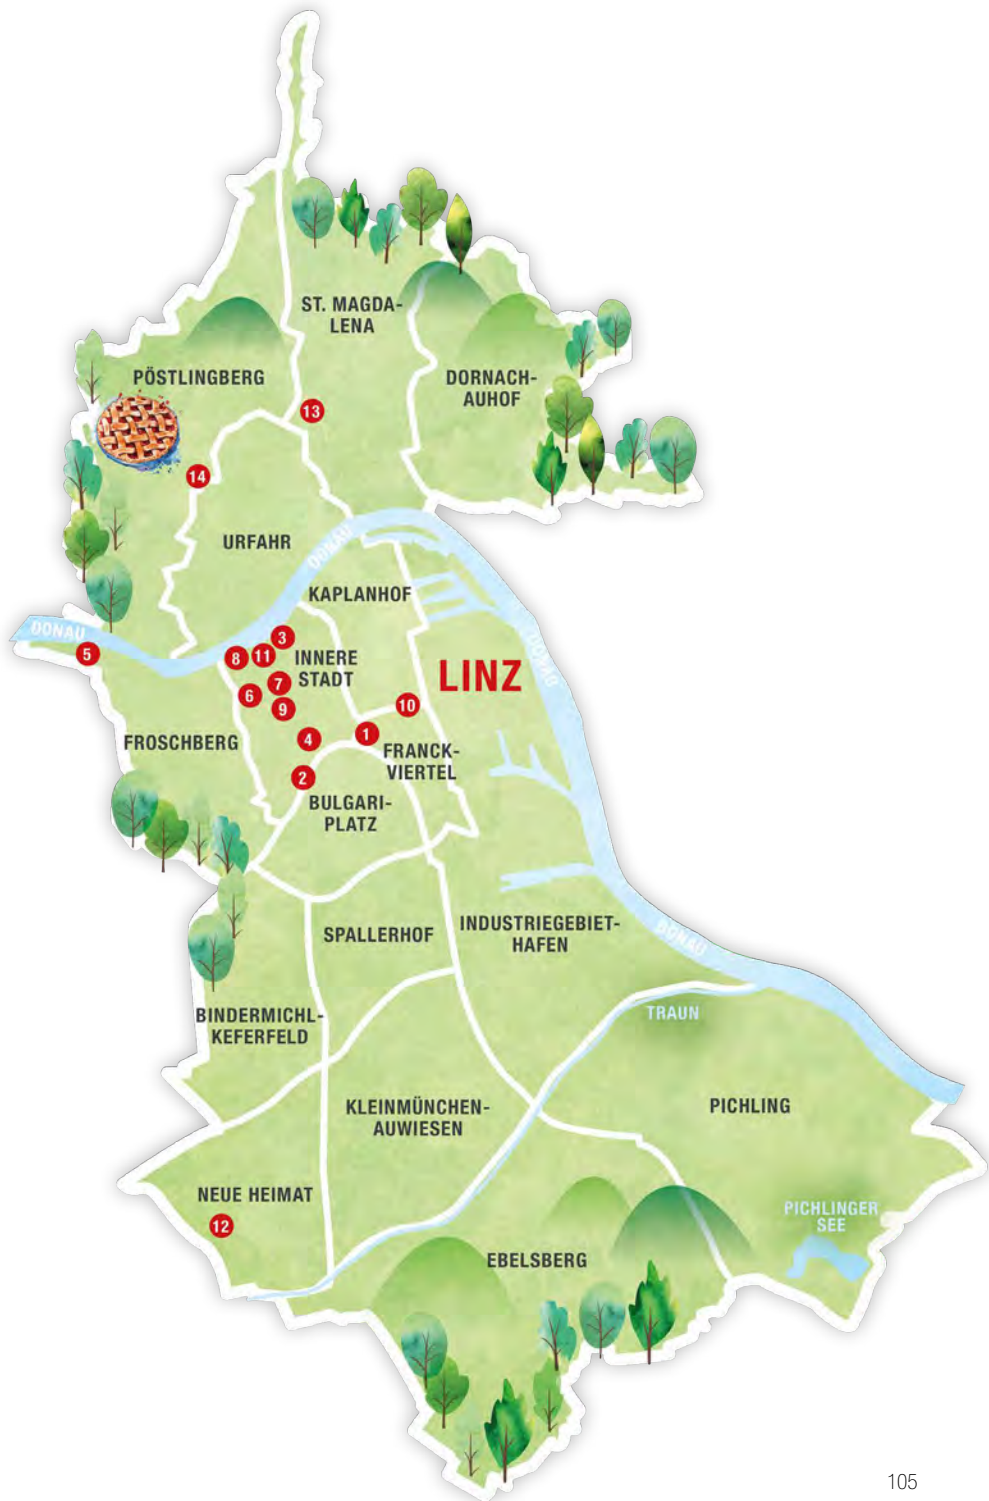 ST. MAGDA-
LENA
PÖSTLINGBERG
DORNACH-
AUHOF
13
14
URFAHR
DONAU
KAPLANHOF
DONAU
5
3
8
11
INNERE
STADT
7
6
9
10
LINZ
DONAU
FROSCHBERG
4
1
FRANCK-
VIERTEL
2
BULGARI-
PLATZ
SPALLERHOF
INDUSTRIEGEBIET-
HAFEN
DONAU
BINDERMICHL-
KEFERFELD
TRAUN
KLEINMÜNCHEN-
AUWIESEN
PICHLING
NEUE HEIMAT
12
PICHLINGER
SEE
EBELSBERG
105